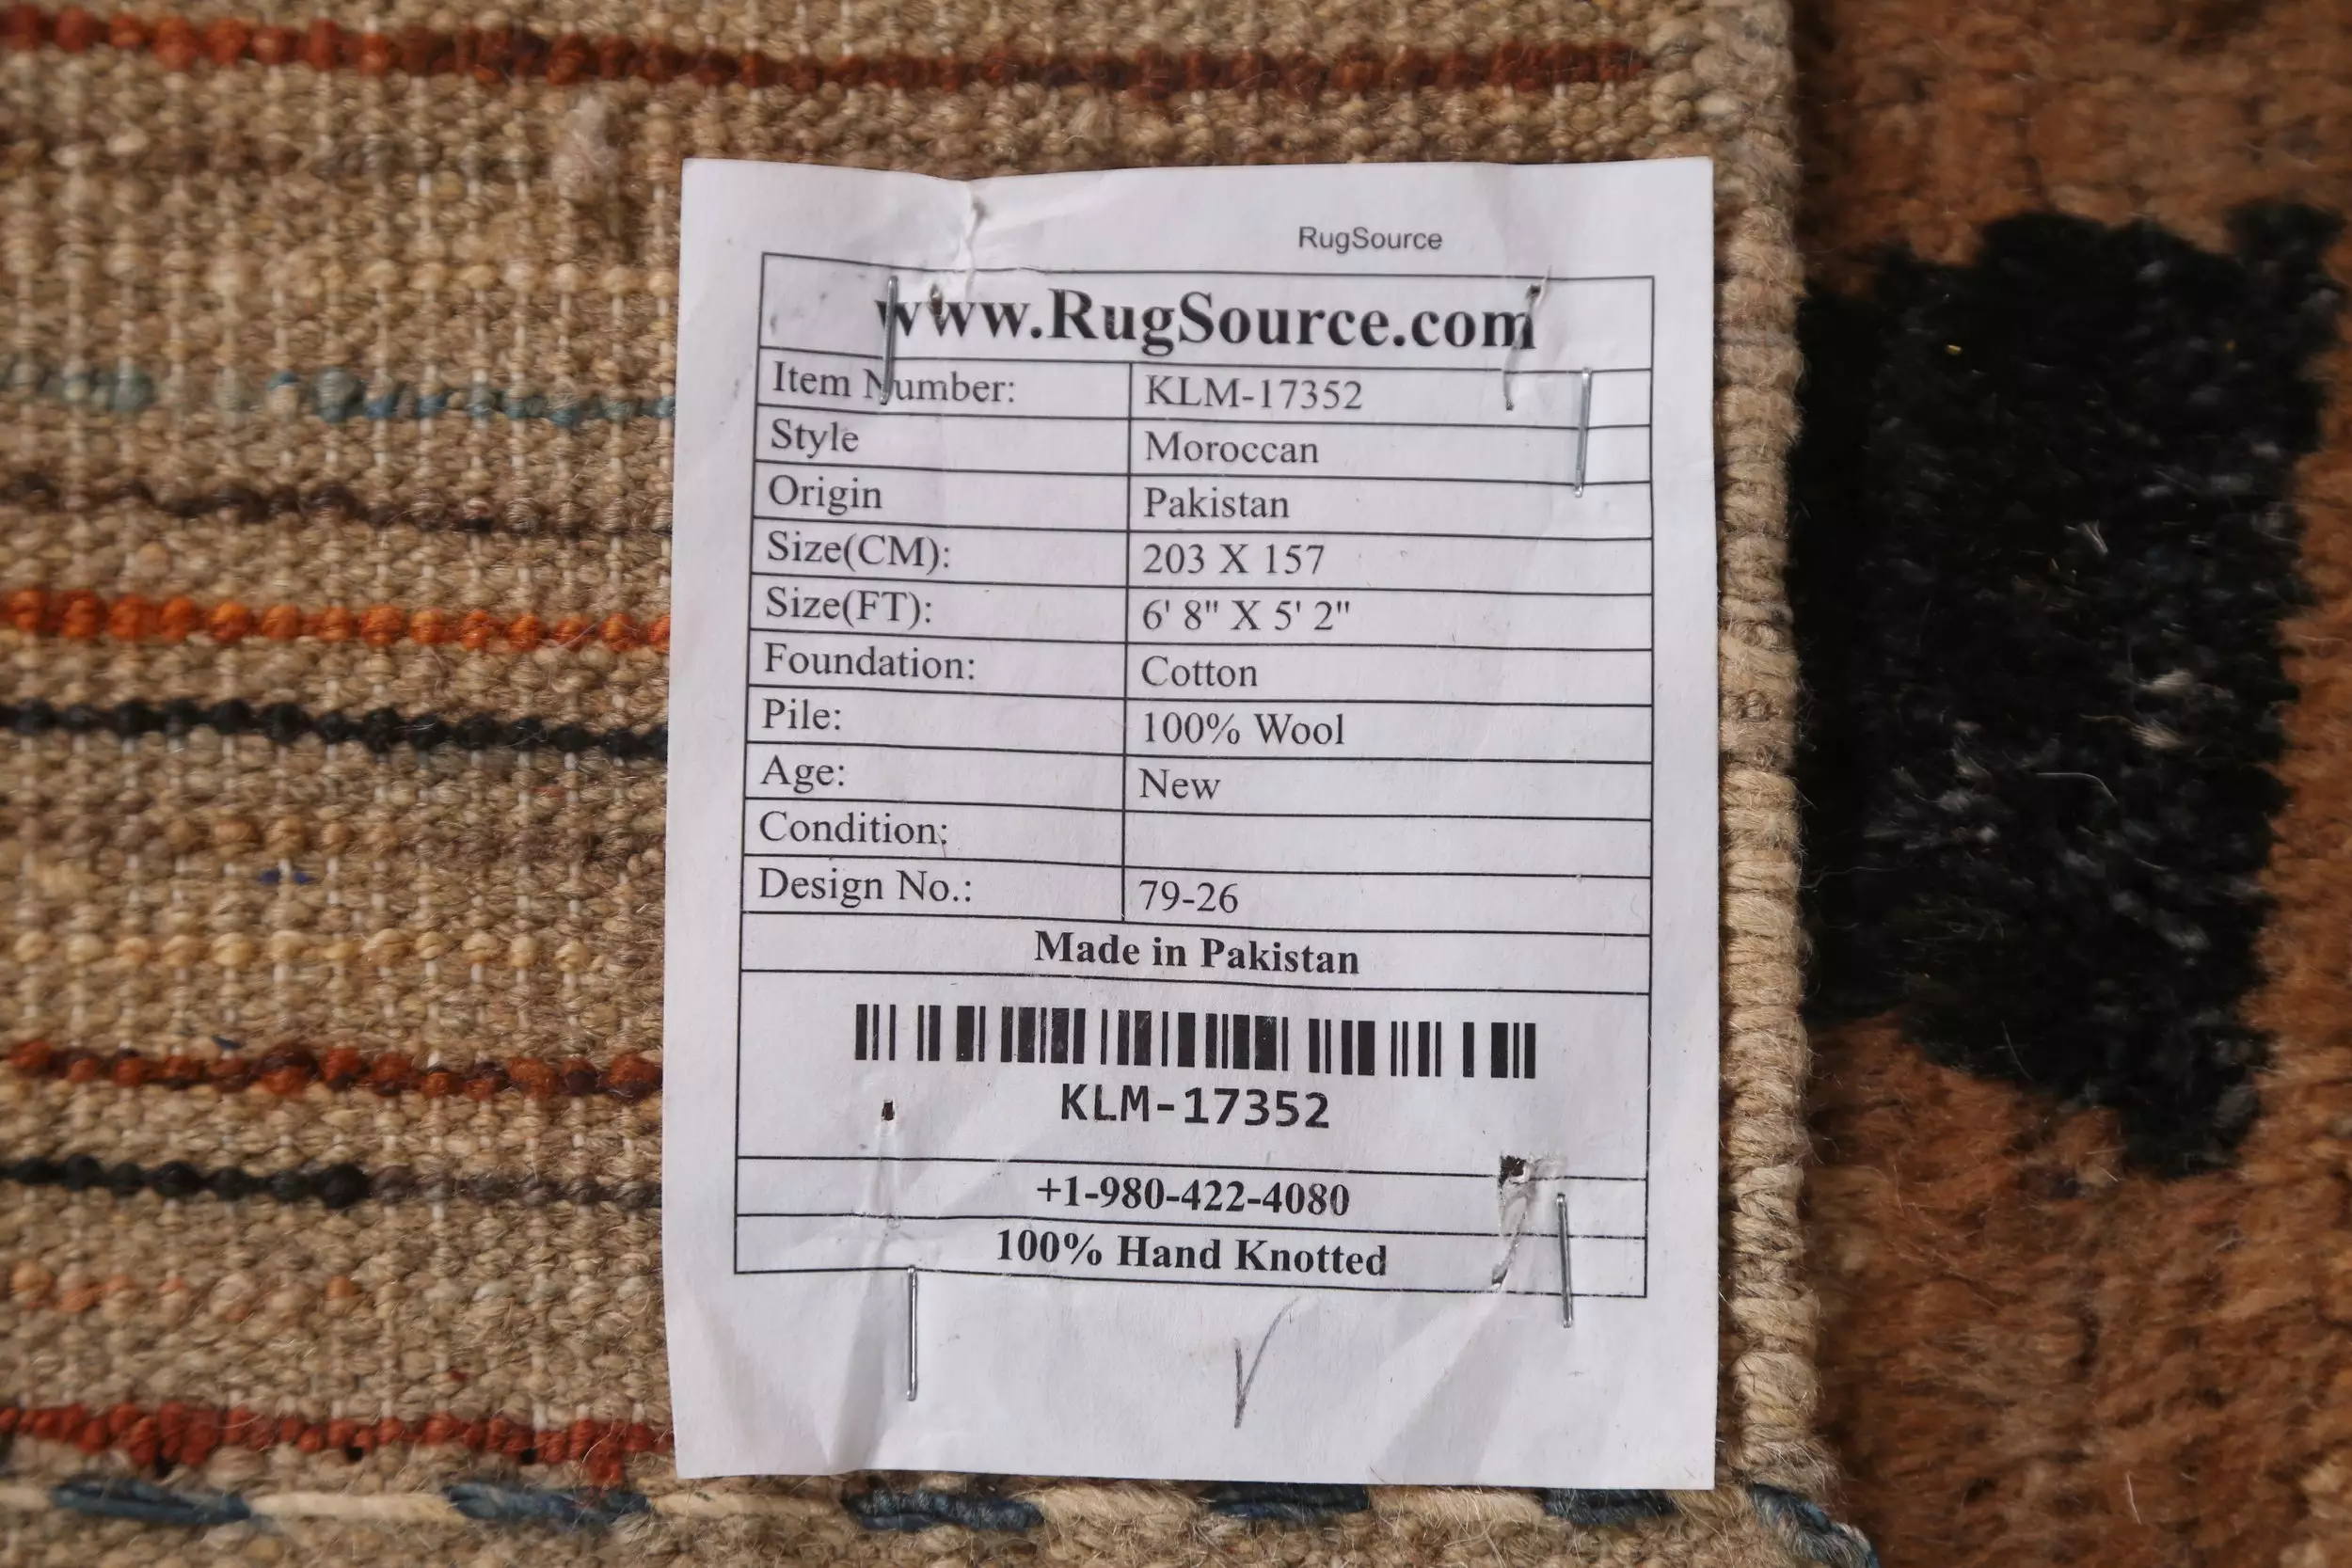 RugSource
www.RugSource.com
Item Number: KLM-17352
Style Moroccan
Origin Pakistan
Size(CM): 203 X 157
Size(FT): 6' 8" X 5' 2"
Foundation: Cotton
Pile: 100% Wool
Age: New
Condition:
Design No.: 79-26
Made in Pakistan
KLM-17352
+1-980-422-4080
100% Hand Knotted